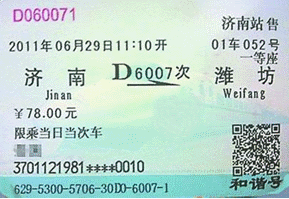 D060071 济南站售
2011年06月29日11:10开 01车052号
一等座
济南 D6007次 潍坊
Jinan Weifang
￥78.00元
限乘当日当次车
3701121981****0010
和谐号
629-5300-5706-30D0-6007-1